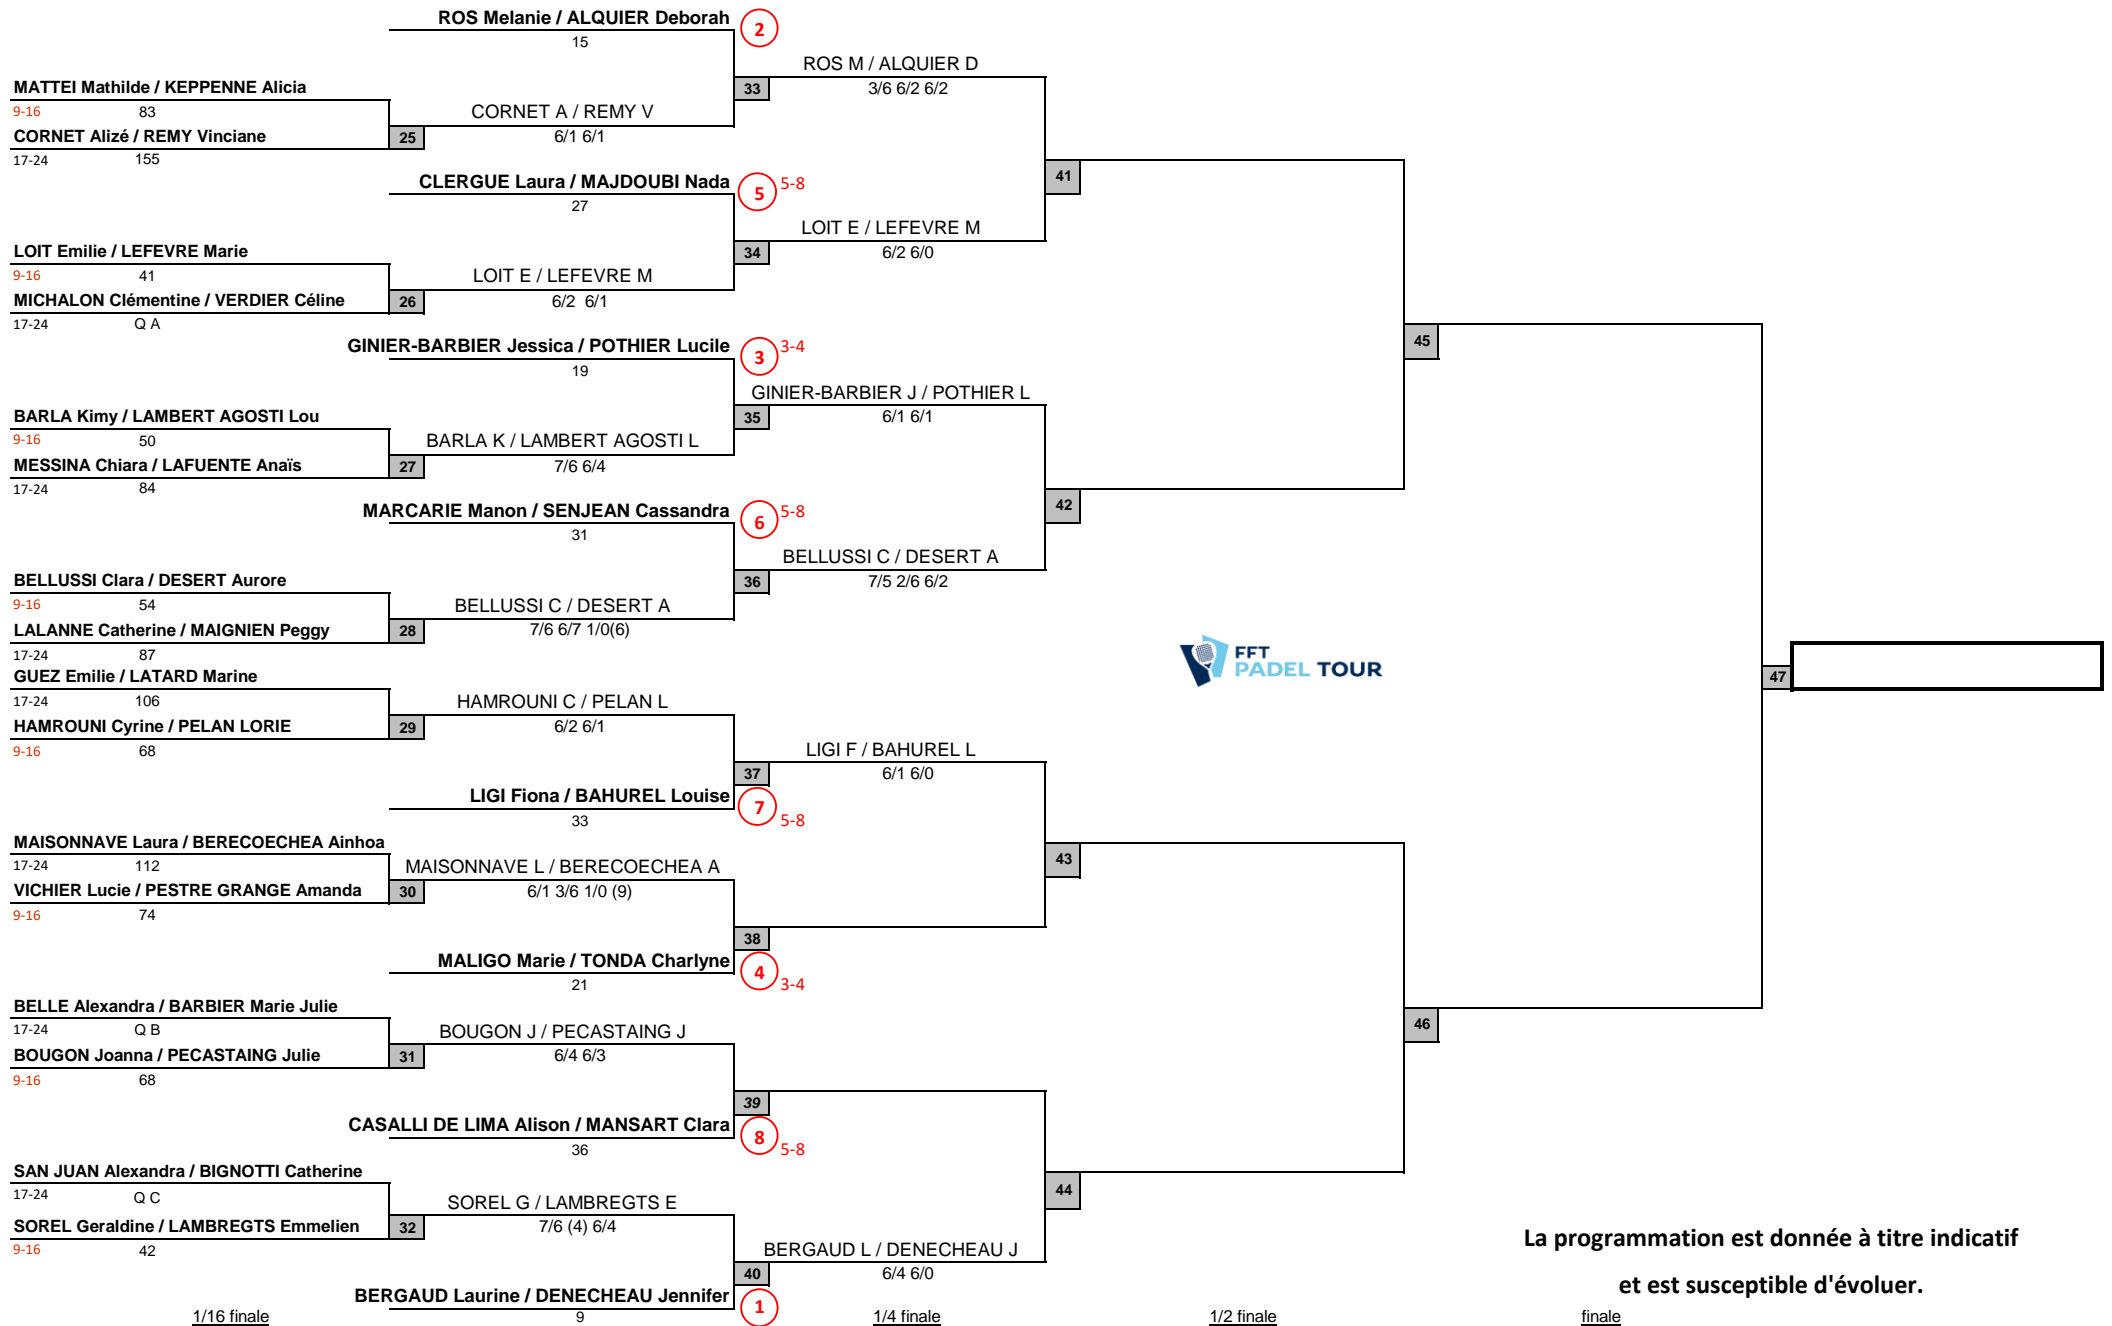 ROS Melanie / ALQUIER Deborah
2
15
ROS M / ALQUIER D
MATTEI Mathilde / KEPPENNE Alicia
33
3/6 6/2 6/2
9-16
83
CORNET A / REMY V
CORNET Alizé / REMY Vinciane
25
6/1 6/1
17-24
155
CLERGUE Laura / MAJDOUBI Nada
5
5-8
41
27
LOIT E / LEFEVRE M
LOIT Emilie / LEFEVRE Marie
34
6/2 6/0
9-16
41
LOIT E / LEFEVRE M
MICHALON Clémentine / VERDIER Céline
26
6/2 6/1
17-24
Q A
GINIER-BARBIER Jessica / POTHIER Lucile
3
3-4
45
19
GINIER-BARBIER J / POTHIER L
BARLA Kimy / LAMBERT AGOSTI Lou
35
6/1 6/1
9-16
50
BARLA K / LAMBERT AGOSTI L
MESSINA Chiara / LAFUENTE Anaïs
27
7/6 6/4
17-24
84
MARCARIE Manon / SENJEAN Cassandra
6
5-8
42
31
BELLUSSI C / DESERT A
BELLUSSI Clara / DESERT Aurore
36
7/5 2/6 6/2
9-16
54
BELLUSSI C / DESERT A
LALANNE Catherine / MAIGNIEN Peggy
28
7/6 6/7 1/0(6)
17-24
87
FFT
PADEL TOUR
GUEZ Emilie / LATARD Marine
47
17-24
106
HAMROUNI C / PELAN L
HAMROUNI Cyrine / PELAN LORIE
29
6/2 6/1
9-16
68
LIGI F / BAHUREL L
37
6/1 6/0
LIGI Fiona / BAHUREL Louise
7
5-8
33
MAISONNAVE Laura / BERECOECHEA Ainhoa
17-24
112
MAISONNAVE L / BERECOECHEA A
43
VICHIER Lucie / PESTRE GRANGE Amanda
30
6/1 3/6 1/0 (9)
9-16
74
38
MALIGO Marie / TONDA Charlyne
4
3-4
21
BELLE Alexandra / BARBIER Marie Julie
17-24
Q B
BOUGON J / PECASTAING J
46
BOUGON Joanna / PECASTAING Julie
31
6/4 6/3
9-16
68
39
CASALLI DE LIMA Alison / MANSART Clara
8
5-8
36
SAN JUAN Alexandra / BIGNOTTI Catherine
17-24
Q C
SOREL G / LAMBREGTS E
44
SOREL Geraldine / LAMBREGTS Emmelien
32
7/6 (4) 6/4
9-16
42
BERGAUD L / DENECHEAU J
40
6/4 6/0
BERGAUD Laurine / DENECHEAU Jennifer
1
9
La programmation est donnée à titre indicatif
et est susceptible d'évoluer.
1/16 finale
1/4 finale
1/2 finale
finale